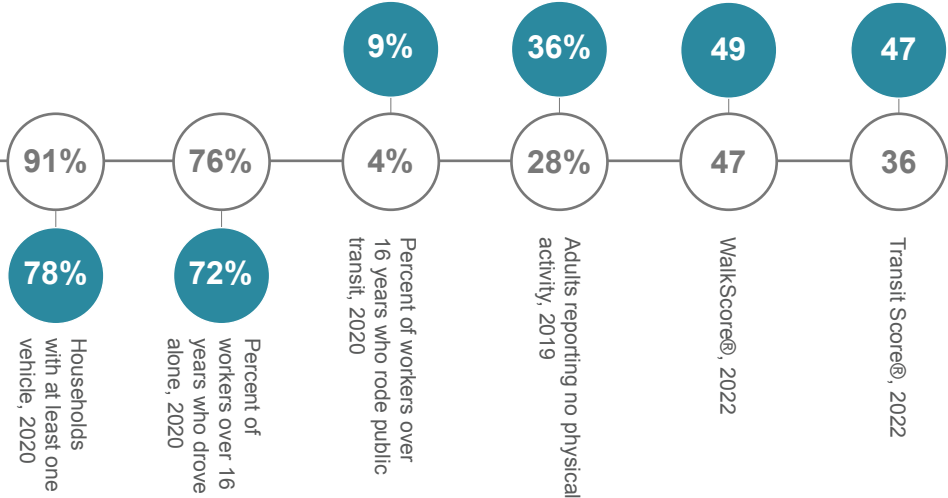 9%
36%
49
47
91%
76%
4%
28%
47
36
78%
72%
Households
with at least one
vehicle, 2020
Percent of
workers over 16
years who drove
alone, 2020
Percent of workers over
16 years who rode public
transit, 2020
Adults reporting no physical
activity, 2019
WalkScore®, 2022
Transit Score®, 2022